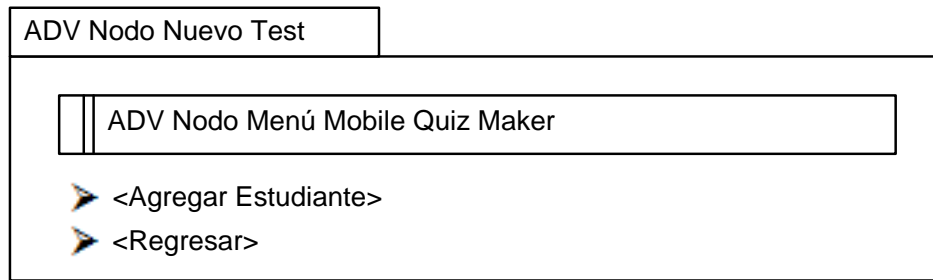 ADV Nodo Nuevo Test
ADV Nodo Menú Mobile Quiz Maker
<Agregar Estudiante>
<Regresar>